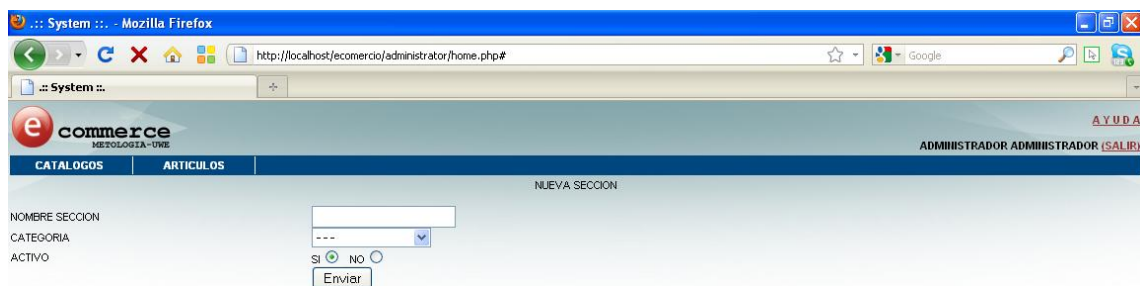 .:: System ::. - Mozilla Firefox
http://localhost/ecomercio/administrator/home.php#
Google
.:: System ::.
e commerce
METOLOGIA-UWE
AYUDA
ADMINISTRADOR ADMINISTRADOR (SALIR)
CATALOGOS ARTICULOS
NUEVA SECCION
NOMBRE SECCION
CATEGORIA ---
ACTIVO SI NO
Enviar